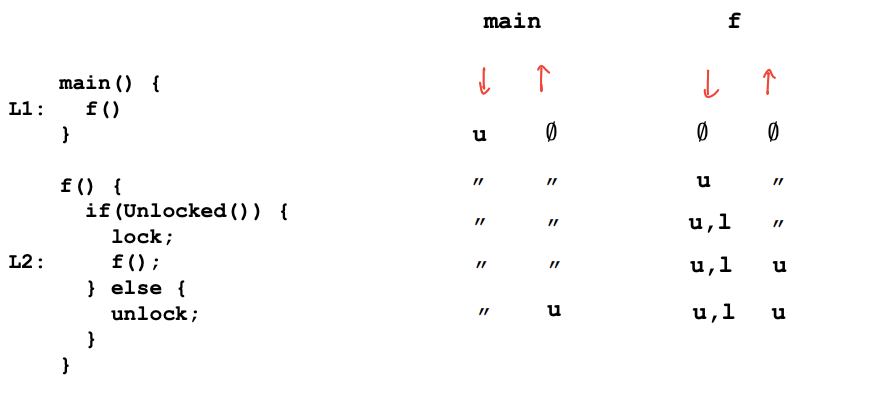 main f
main() { ↓ ↑ ↓ ↑
L1: f()
} u ∅ ∅ ∅
f() { " " u "
if(Unlocked()) { " " u,l "
lock;
L2: f(); " " u,l u
} else {
unlock; " u u,l u
}
}